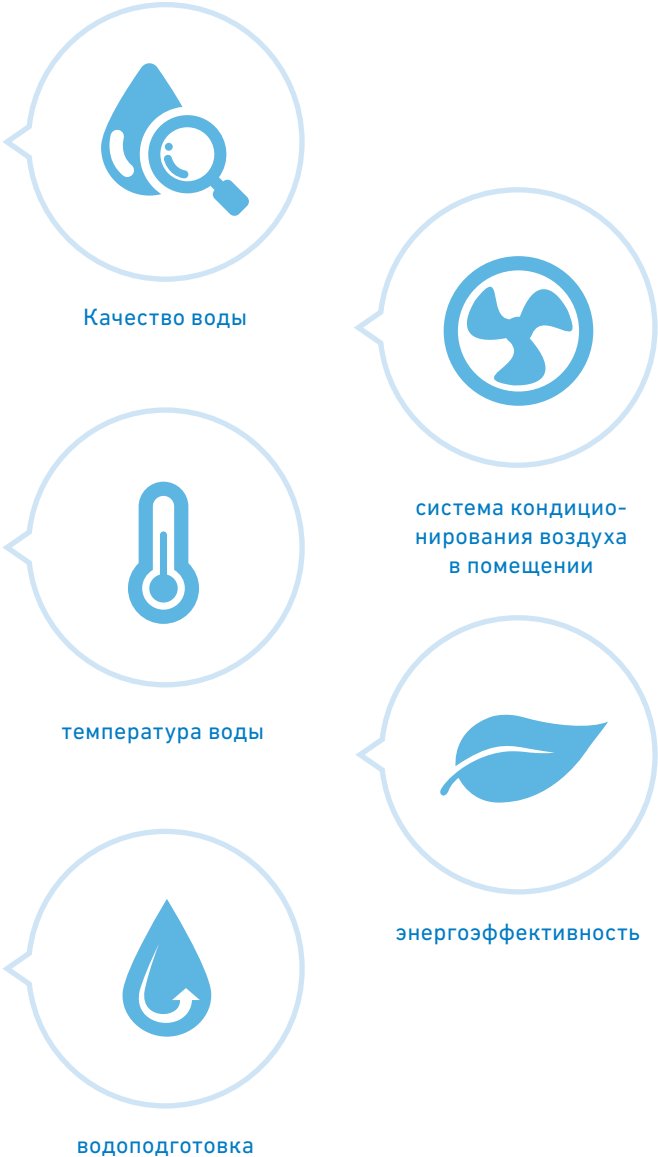 Качество воды
система кондицио-
нирования воздуха
в помещении
температура воды
энергоэффективность
водоподготовка